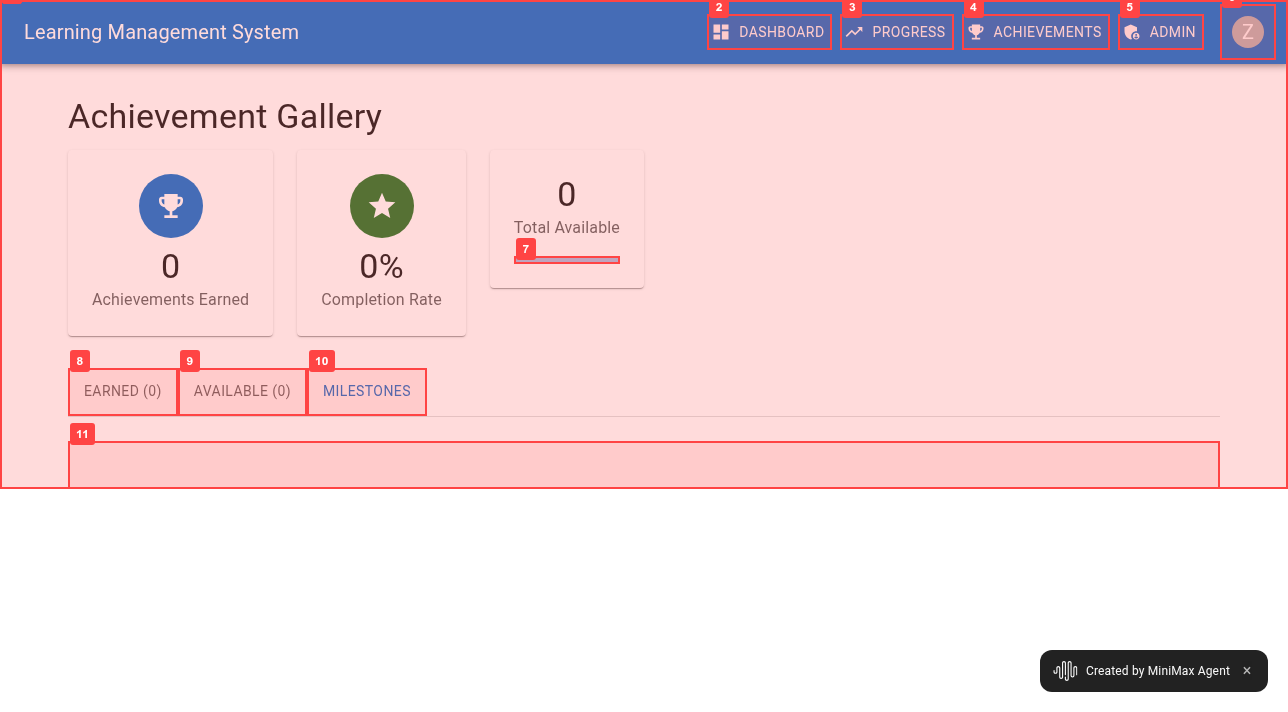 Learning Management System
2
DASHBOARD
3
PROGRESS
4
ACHIEVEMENTS
5
ADMIN
Z
Achievement Gallery
0
Achievements Earned
0%
Completion Rate
0
Total Available
7
8
EARNED (0)
9
AVAILABLE (0)
10
MILESTONES
11
Created by MiniMax Agent ×